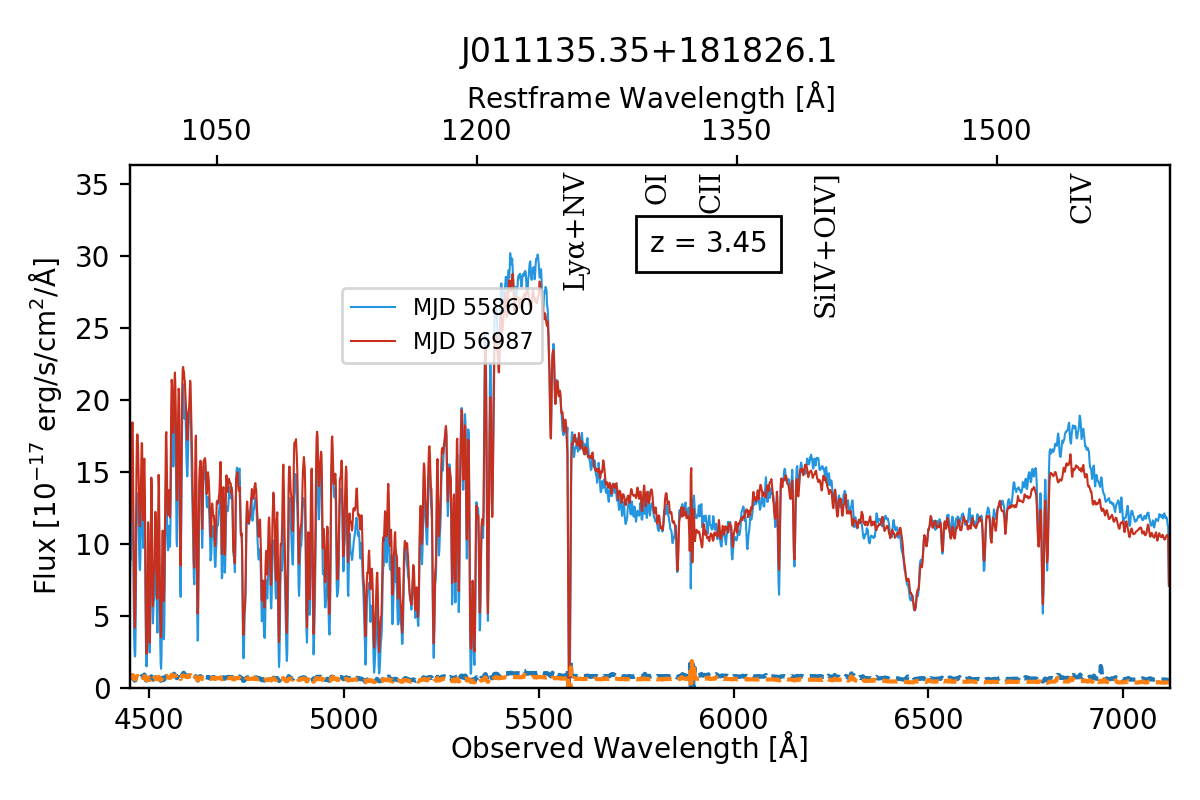 J011135.35+181826.1
Restframe Wavelength [Å]
1050 1200 1350 1500
Lyα+NV
OI
CII
SiIV+OIV]
CIV
z = 3.45
MJD 55860
MJD 56987
35
30
25
20
15
10
5
0
Flux [10⁻¹⁷ erg/s/cm²/Å]
4500 5000 5500 6000 6500 7000
Observed Wavelength [Å]